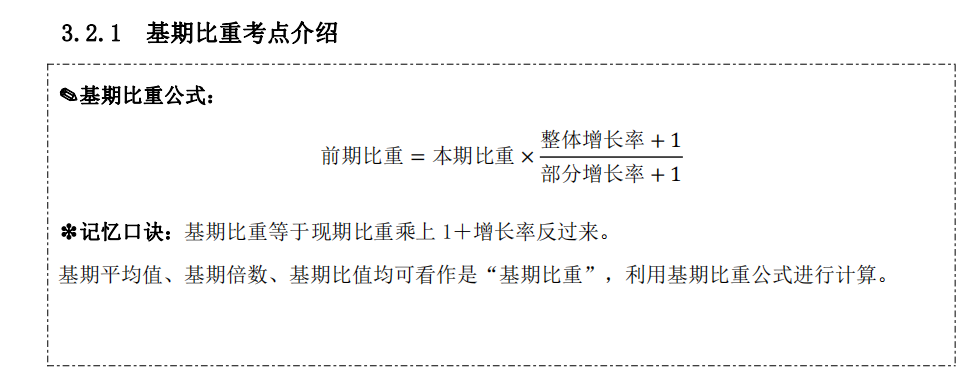 3.2.1 基期比重考点介绍
✎基期比重公式：
前期比重 = 本期比重 × (整体增长率 + 1) / (部分增长率 + 1)
✽记忆口诀：基期比重等于现期比重乘上 1＋增长率反过来。
基期平均值、基期倍数、基期比值均可看作是“基期比重”，利用基期比重公式进行计算。